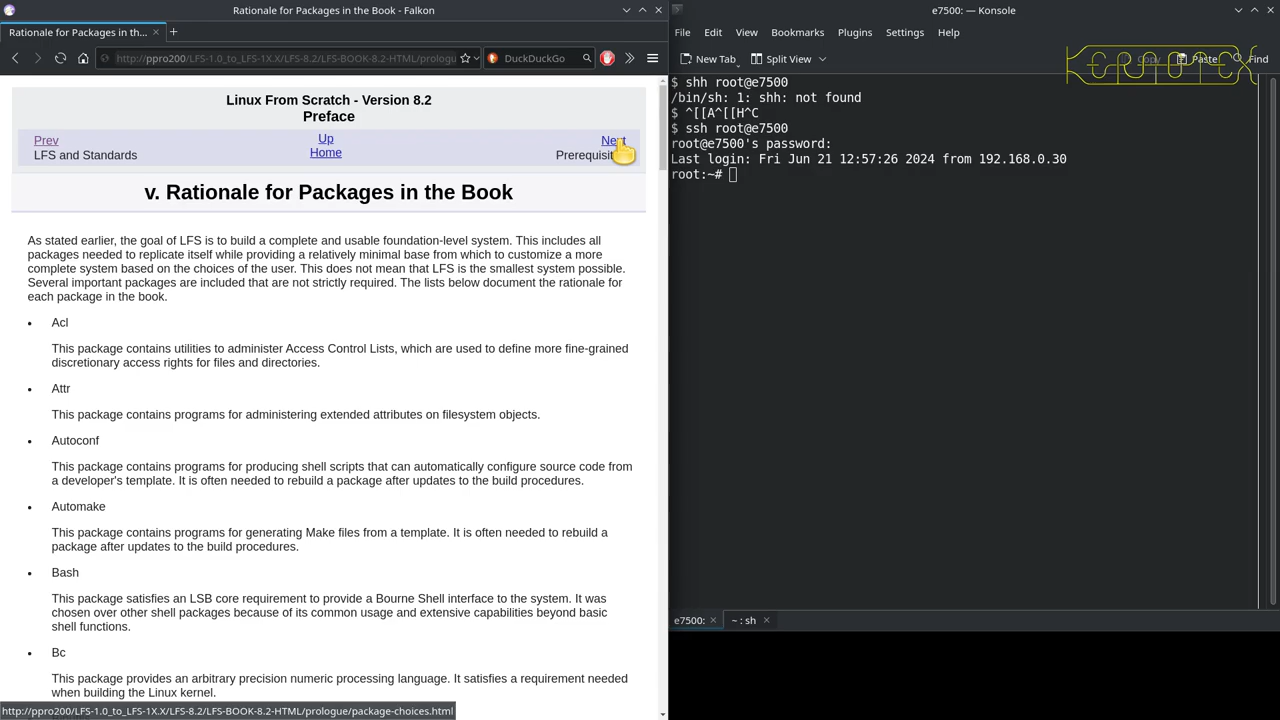 Rationale for Packages in the Book - Falkon
Rationale for Packages in th...
http://ppro200/LFS-1.0_to_LFS-1X.X/LFS-8.2/LFS-BOOK-8.2-HTML/prologu
DuckDuckGo
Linux From Scratch - Version 8.2
Preface
Prev
Up
Next
LFS and Standards
Home
Prerequisit
v. Rationale for Packages in the Book
As stated earlier, the goal of LFS is to build a complete and usable foundation-level system. This includes all
packages needed to replicate itself while providing a relatively minimal base from which to customize a more
complete system based on the choices of the user. This does not mean that LFS is the smallest system possible.
Several important packages are included that are not strictly required. The lists below document the rationale for
each package in the book.
• Acl
This package contains utilities to administer Access Control Lists, which are used to define more fine-grained
discretionary access rights for files and directories.
• Attr
This package contains programs for administering extended attributes on filesystem objects.
• Autoconf
This package contains programs for producing shell scripts that can automatically configure source code from
a developer's template. It is often needed to rebuild a package after updates to the build procedures.
• Automake
This package contains programs for generating Make files from a template. It is often needed to rebuild a
package after updates to the build procedures.
• Bash
This package satisfies an LSB core requirement to provide a Bourne Shell interface to the system. It was
chosen over other shell packages because of its common usage and extensive capabilities beyond basic
shell functions.
• Bc
This package provides an arbitrary precision numeric processing language. It satisfies a requirement needed
when building the Linux kernel.
http://ppro200/LFS-1.0_to_LFS-1X.X/LFS-8.2/LFS-BOOK-8.2-HTML/prologue/package-choices.html
e7500: — Konsole
File Edit View Bookmarks Plugins Settings Help
New Tab Split View Copy Paste Find
$ shh root@e7500
/bin/sh: 1: shh: not found
$ ^[[A^[[H^C
$ ssh root@e7500
root@e7500's password:
Last login: Fri Jun 21 12:57:26 2024 from 192.168.0.30
root:~#
e7500:
~ : sh